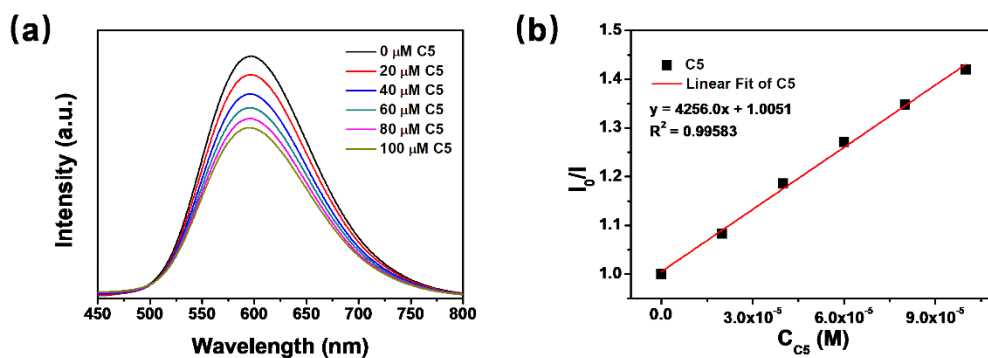 (a)
Intensity (a.u.)
0 μM C5
20 μM C5
40 μM C5
60 μM C5
80 μM C5
100 μM C5
450 500 550 600 650 700 750 800
Wavelength (nm)
(b)
I₀/I
1.5
1.4
1.3
1.2
1.1
1.0
C5
Linear Fit of C5
y = 4256.0x + 1.0051
R² = 0.99583
0.0 3.0x10⁻⁵ 6.0x10⁻⁵ 9.0x10⁻⁵
C_C5 (M)